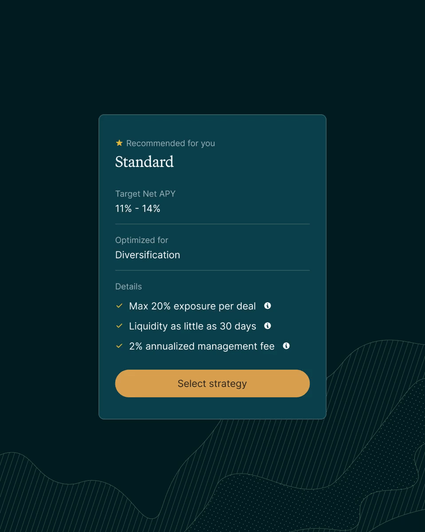 Recommended for you
Standard
Target Net APY
11% - 14%
Optimized for
Diversification
Details
Max 20% exposure per deal
Liquidity as little as 30 days
2% annualized management fee
Select strategy